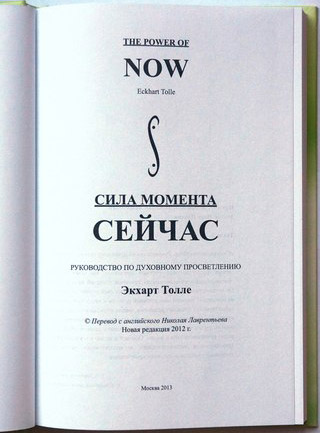 THE POWER OF
NOW
Eckhart Tolle
СИЛА МОМЕНТА
СЕЙЧАС
РУКОВОДСТВО ПО ДУХОВНОМУ ПРОСВЕТЛЕНИЮ
Экхарт Толле
© Перевод с английского Николая Лаврентьева
Новая редакция 2012 г.
Москва 2013